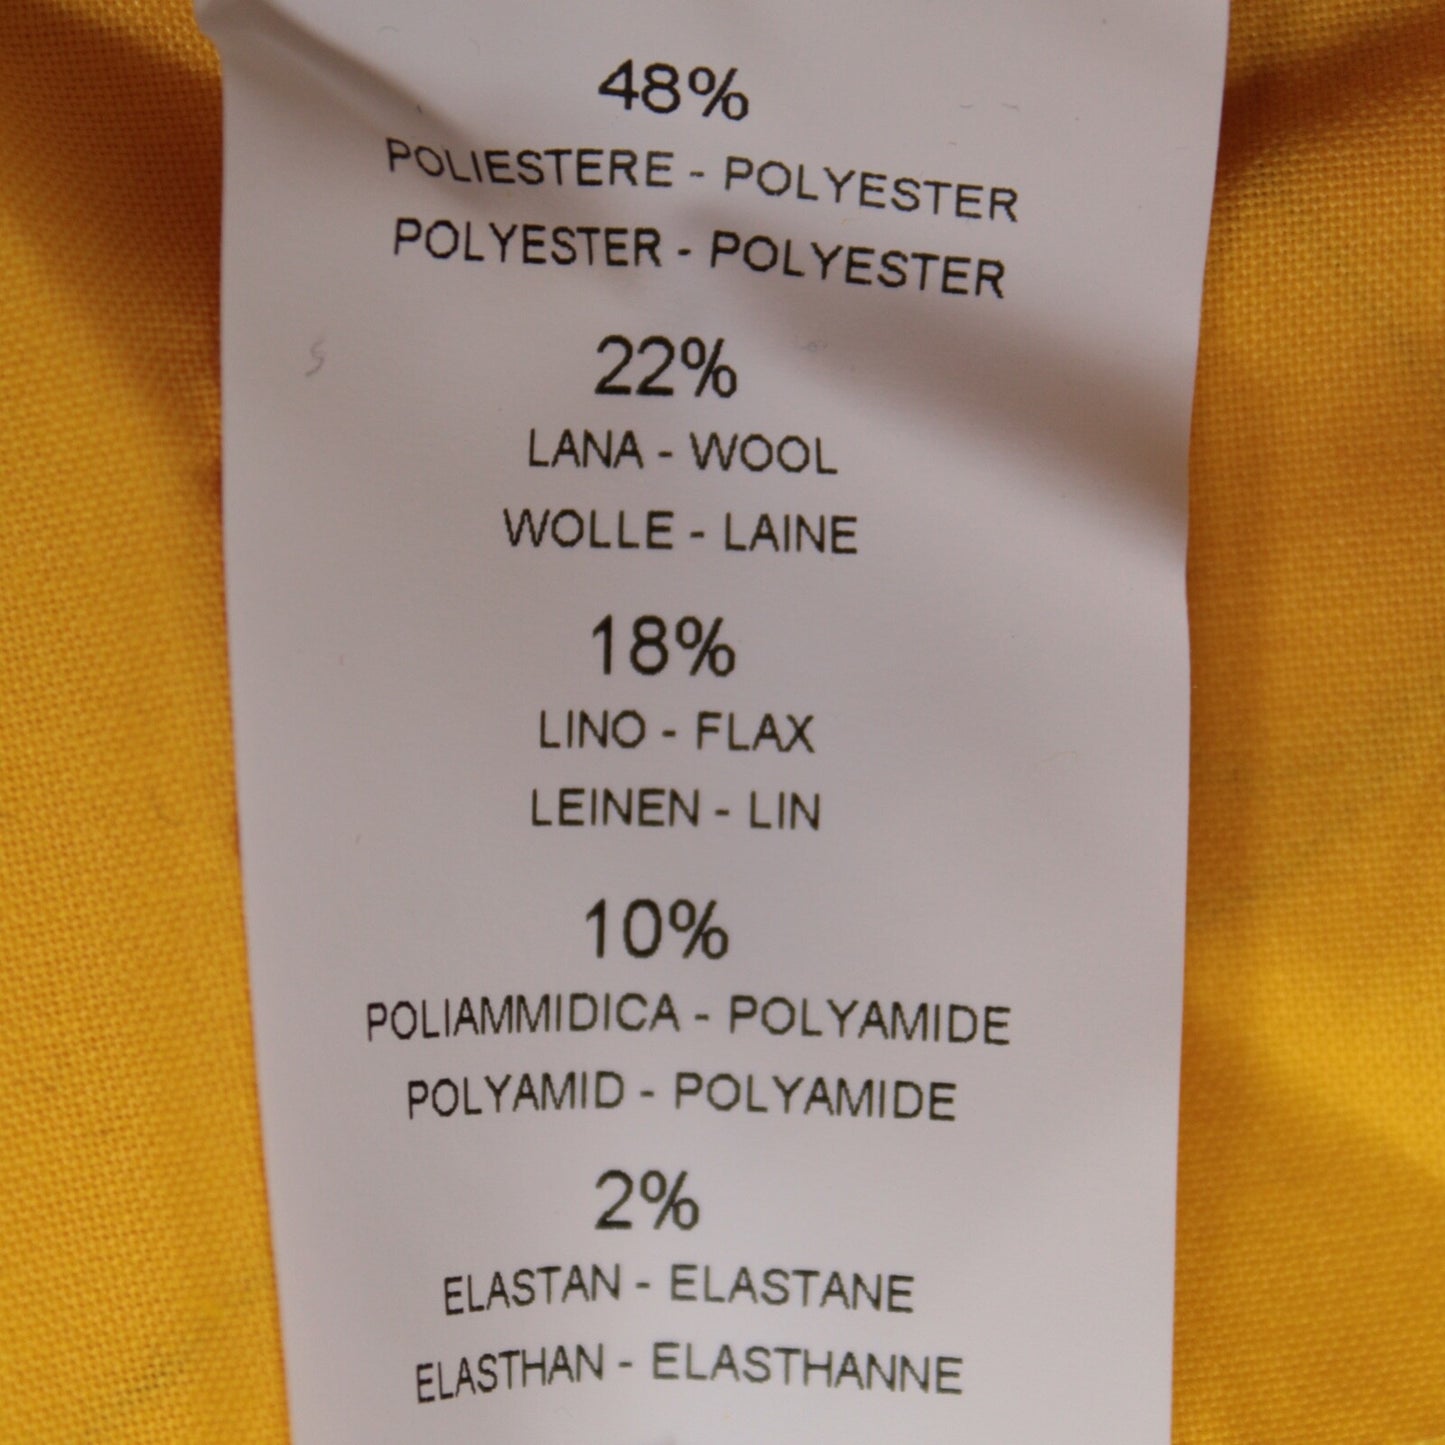 48%
POLIESTERE - POLYESTER
POLYESTER - POLYESTER
22%
LANA - WOOL
WOLLE - LAINE
18%
LINO - FLAX
LEINEN - LIN
10%
POLIAMMIDICA - POLYAMIDE
POLYAMID - POLYAMIDE
2%
ELASTAN - ELASTANE
ELASTHAN - ELASTHANNE